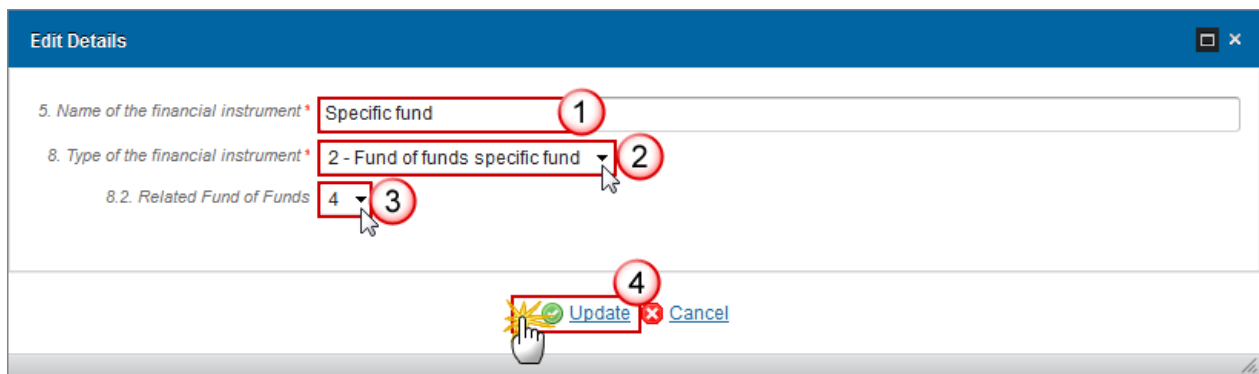 Edit Details
5. Name of the financial instrument* Specific fund 1
8. Type of the financial instrument* 2 - Fund of funds specific fund 2
8.2. Related Fund of Funds 4 3
4
Update Cancel